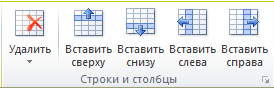 Удалить
Вставить сверху
Вставить снизу
Вставить слева
Вставить справа
Строки и столбцы